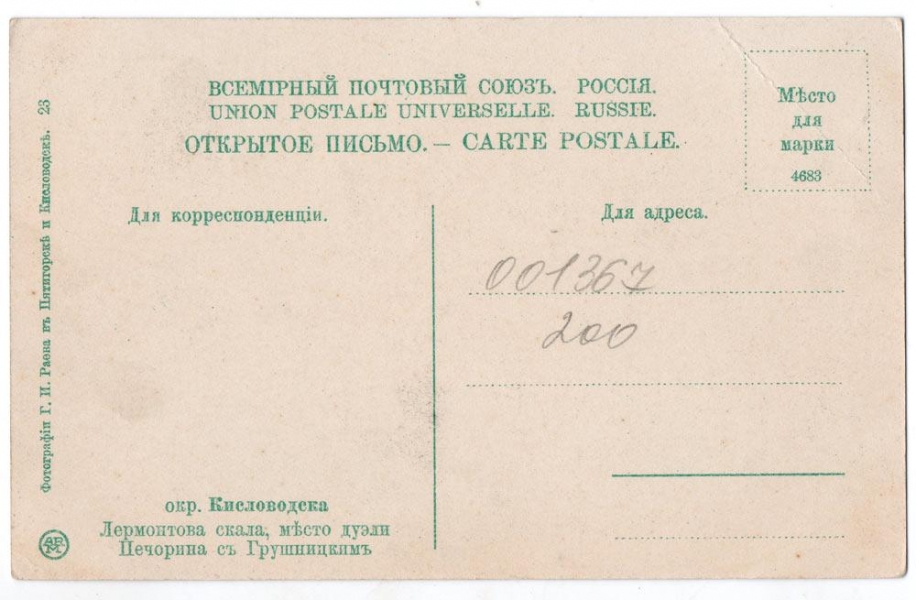 ВСЕМІРНЫЙ ПОЧТОВЫЙ СОЮЗЪ. РОССІЯ.
UNION POSTALE UNIVERSELLE. RUSSIE.
ОТКРЫТОЕ ПИСЬМО. — CARTE POSTALE.
Мѣсто
для
марки
4683
Для корреспонденціи.
Для адреса.
001367
200
окр. Кисловодска
Лермонтова скала, мѣсто дуэли
Печорина съ Грушницкимъ
Фотографіи Г. И. Раева въ Пятигорскѣ и Кисловодскѣ. 23